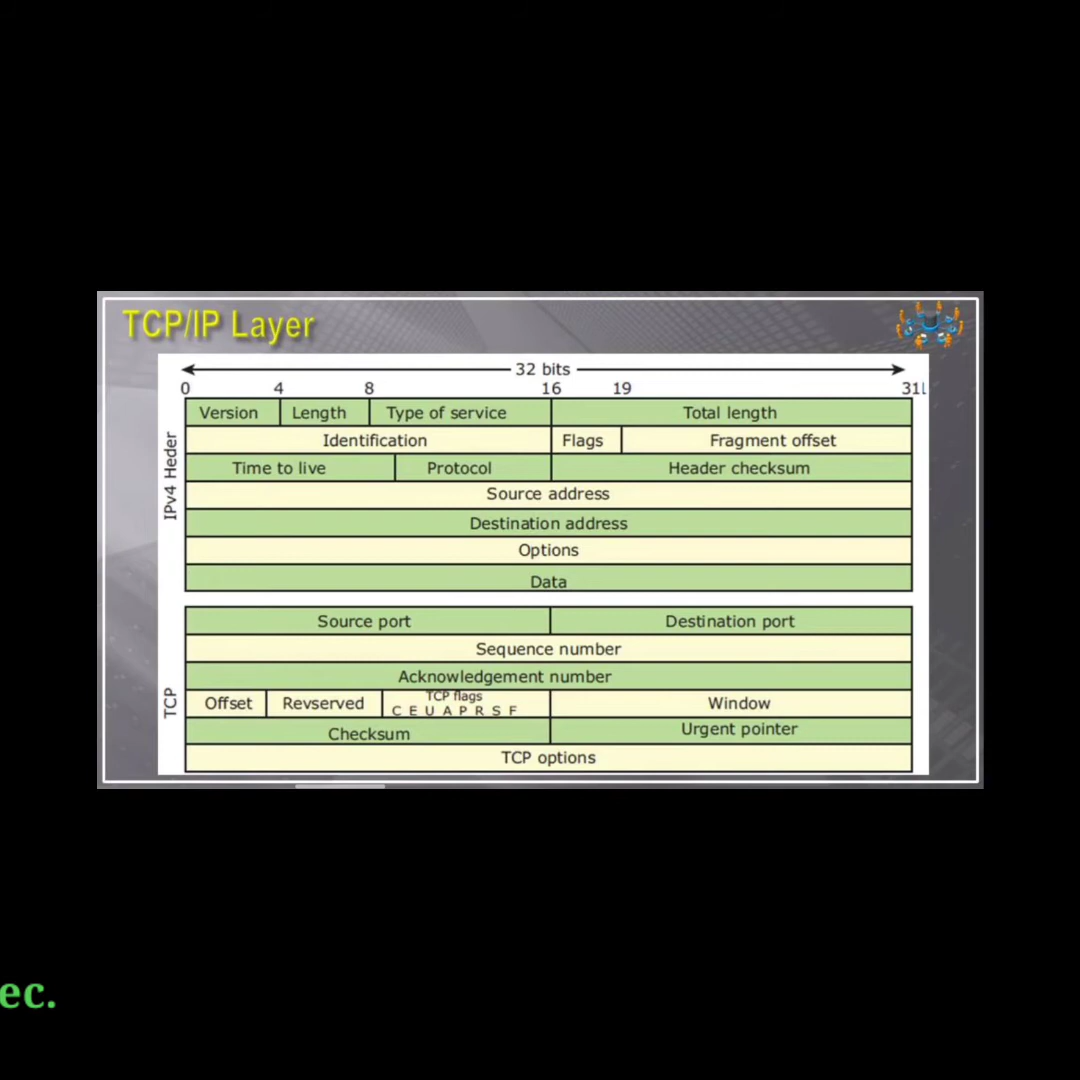 TCP/IP Layer
32 bits
0 4 8 16 19 31
Version Length Type of service Total length
Identification Flags Fragment offset
Time to live Protocol Header checksum
Source address
Destination address
Options
Data
IPv4 Heder
Source port Destination port
Sequence number
Acknowledgement number
Offset Revserved TCP flags Window
C E U A P R S F
Checksum Urgent pointer
TCP options
TCP
ec.